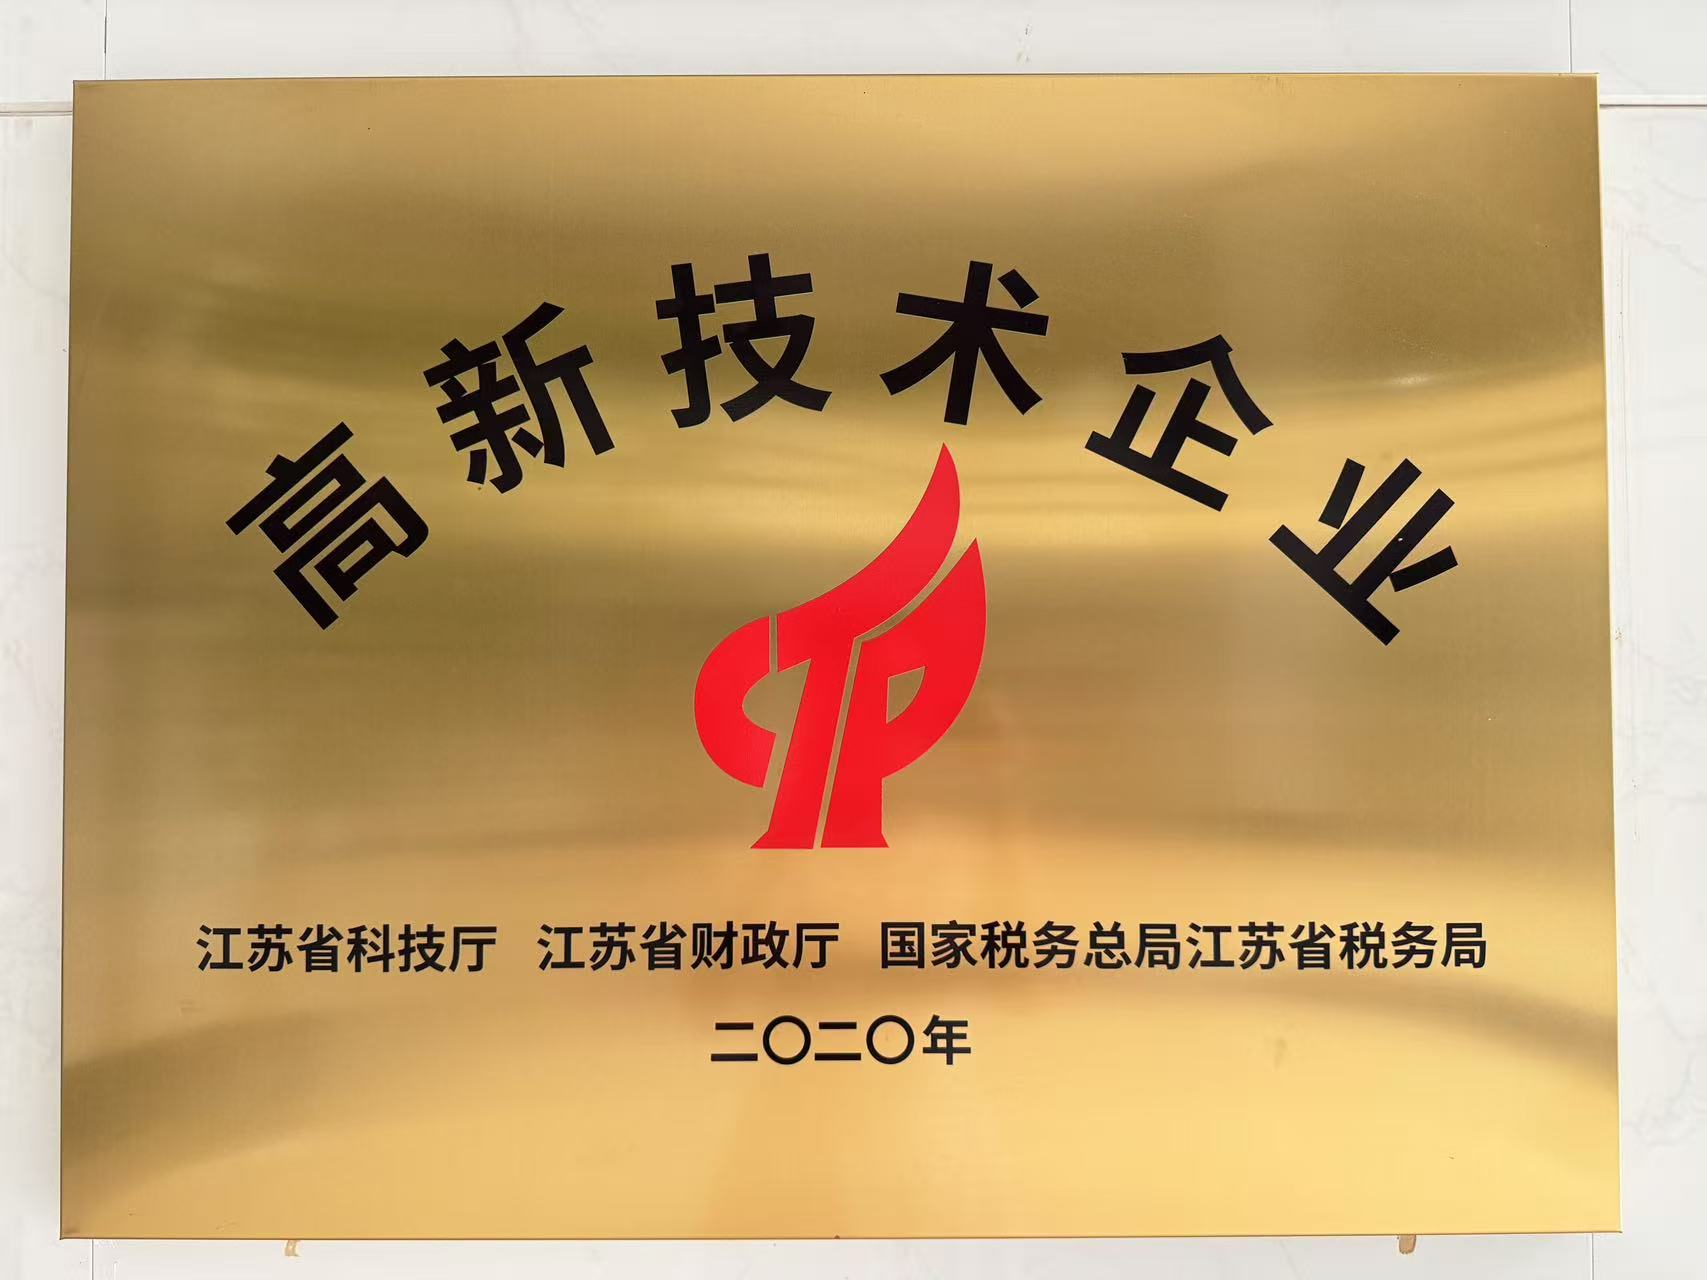 高新技术企业
CTP
江苏省科技厅 江苏省财政厅 国家税务总局江苏省税务局
二〇二〇年